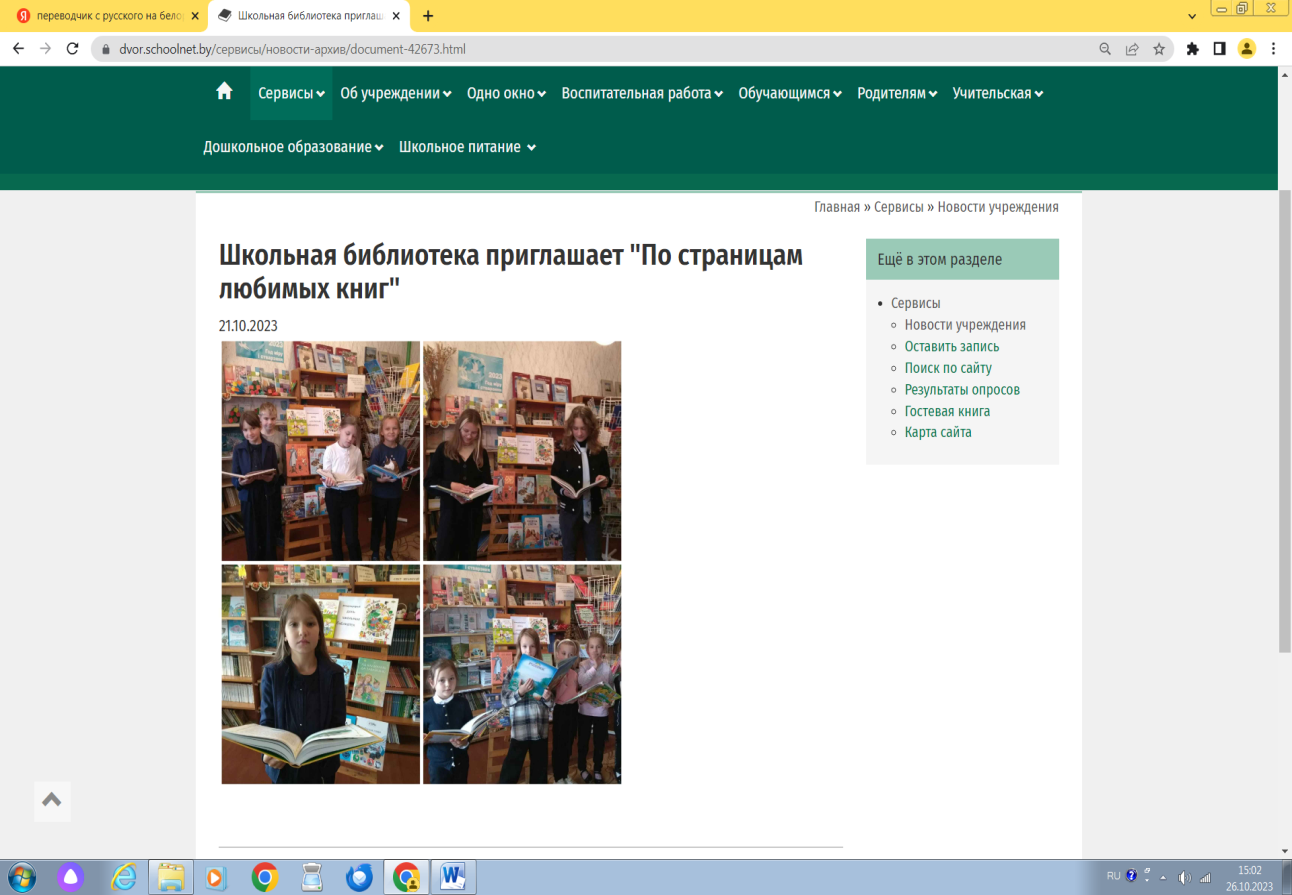 переводчик с русского на бело
Школьная библиотека приглаш
dvor.schoolnet.by/сервисы/новости-архив/document-42673.html
Сервисы Об учреждении Одно окно Воспитательная работа Обучающимся Родителям Учительская
Дошкольное образование Школьное питание
Главная » Сервисы » Новости учреждения
Школьная библиотека приглашает "По страницам
любимых книг"
21.10.2023
Ещё в этом разделе
Сервисы
Новости учреждения
Оставить запись
Поиск по сайту
Результаты опросов
Гостевая книга
Карта сайта
2023
RU
15:02
26.10.2023